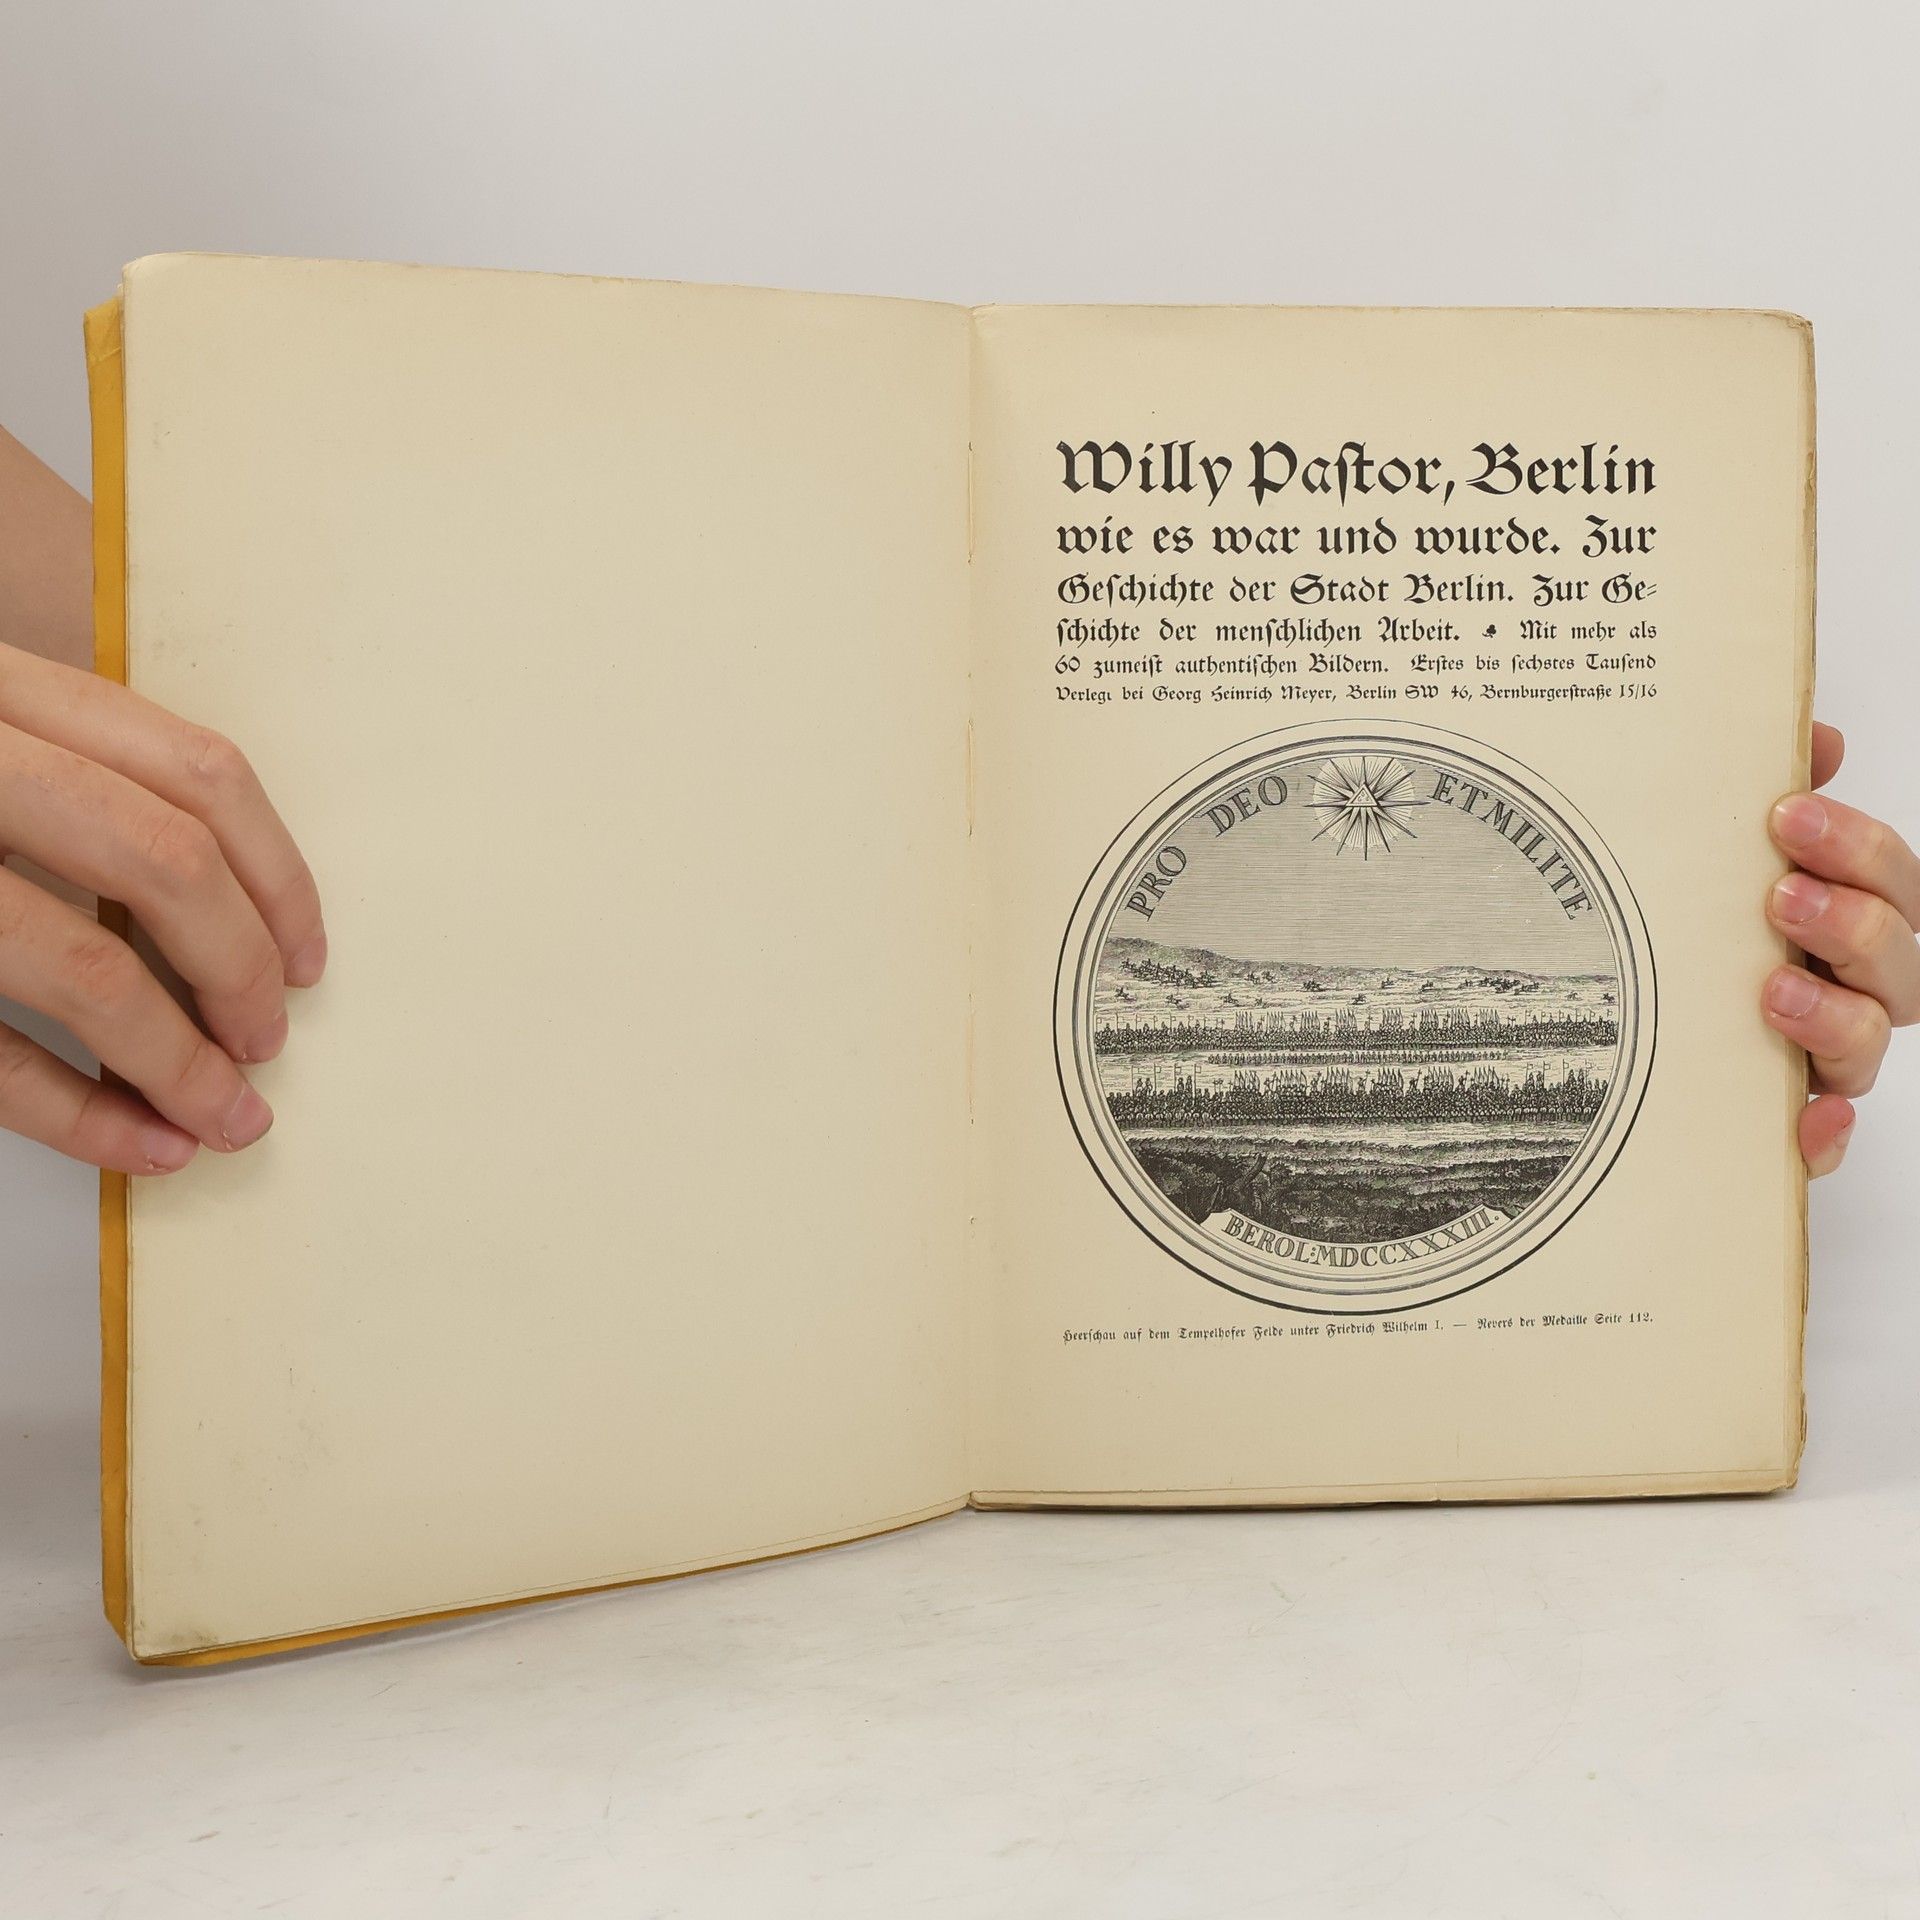 Willy Paſtor, Berlin
wie es war und wurde. Zur
Geſchichte der Stadt Berlin. Zur Ge-
ſchichte der menſchlichen Arbeit. Mit mehr als
60 zumeiſt authentiſchen Bildern. Erſtes bis ſechstes Tauſend
Verlegt bei Georg Heinrich Meyer, Berlin SW 46, Bernburgerſtraße 15/16
PRO DEO ET MILITE
BEROL: MDCCXXXIII.
Heerſchau auf dem Tempelhofer Felde unter Friedrich Wilhelm I. — Revers der Medaille Seite 112.